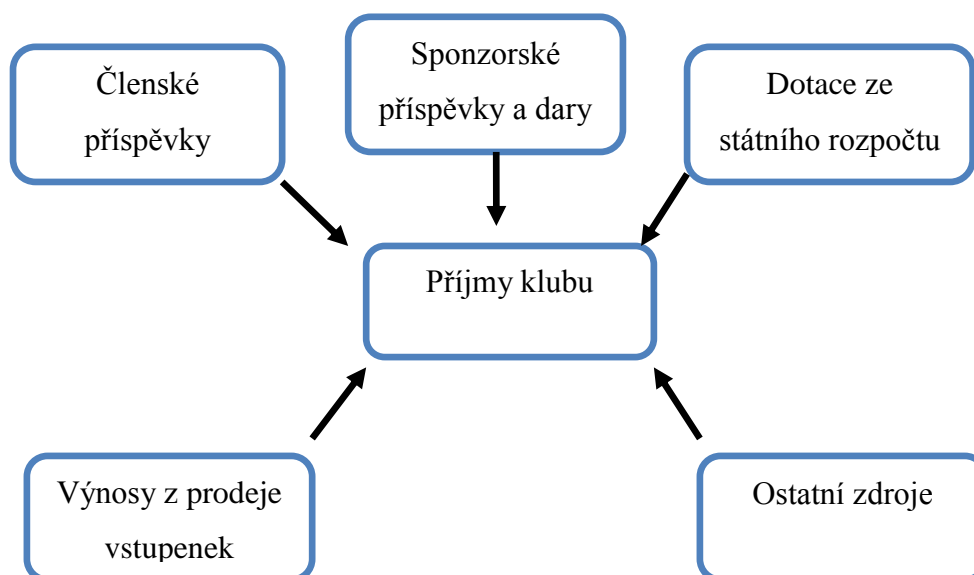 Členské
příspěvky
Sponzorské
příspěvky a dary
Dotace ze
státního rozpočtu
Příjmy klubu
Výnosy z prodeje
vstupenek
Ostatní zdroje